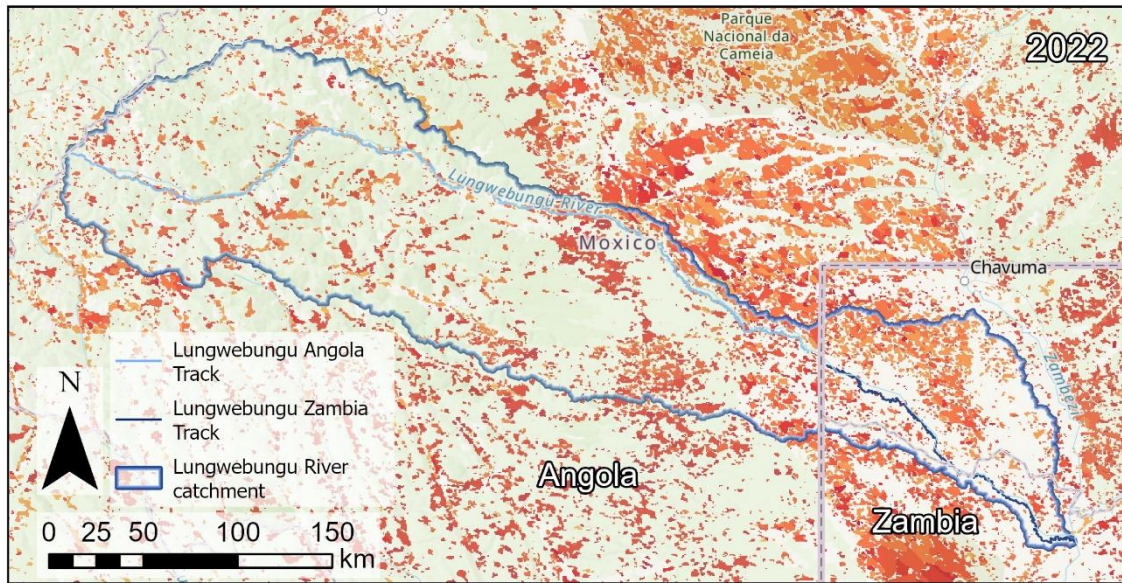 Parque
Nacional da
Cameia
2022
Lungwebungu River
Moxico
Chavuma
Zambezi
Lungwebungu Angola
Track
N
Lungwebungu Zambia
Track
Lungwebungu River
catchment
Angola
Zambia
0 25 50 100 150
km